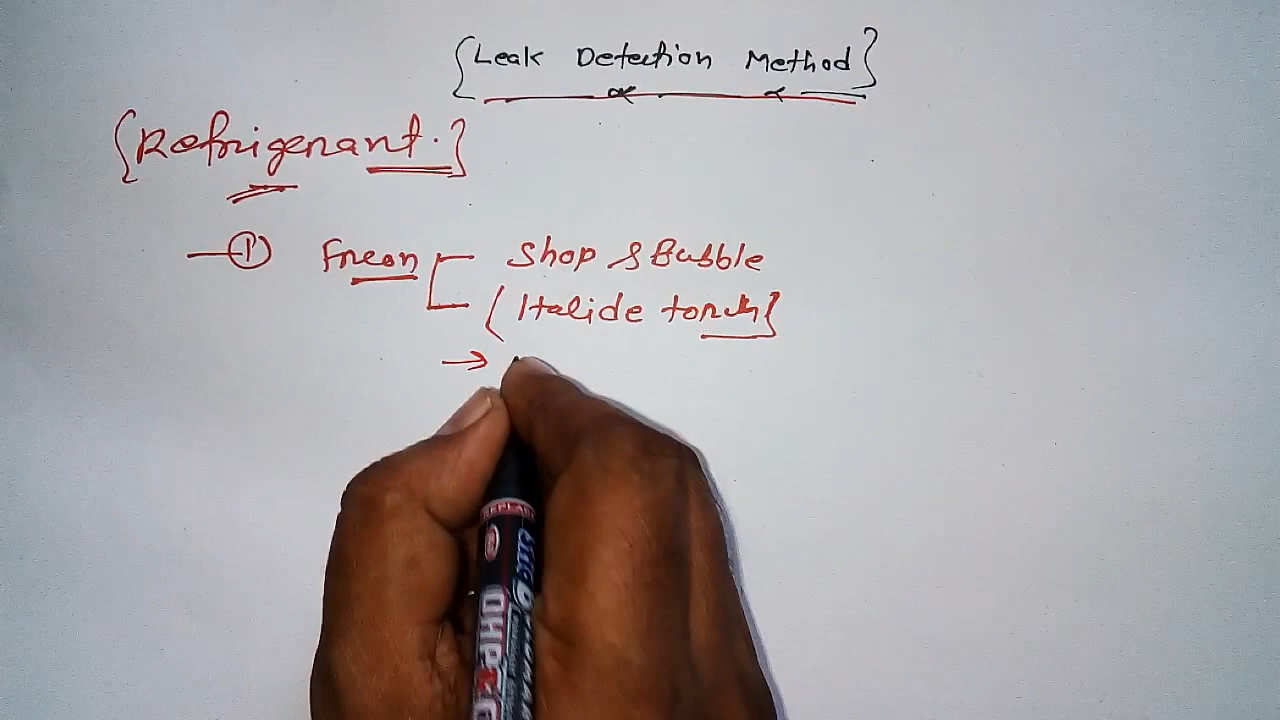 {Leak Detection Method}
{Refrigenant.}
① Freon Shop & Bubble
(Halide torch}
→